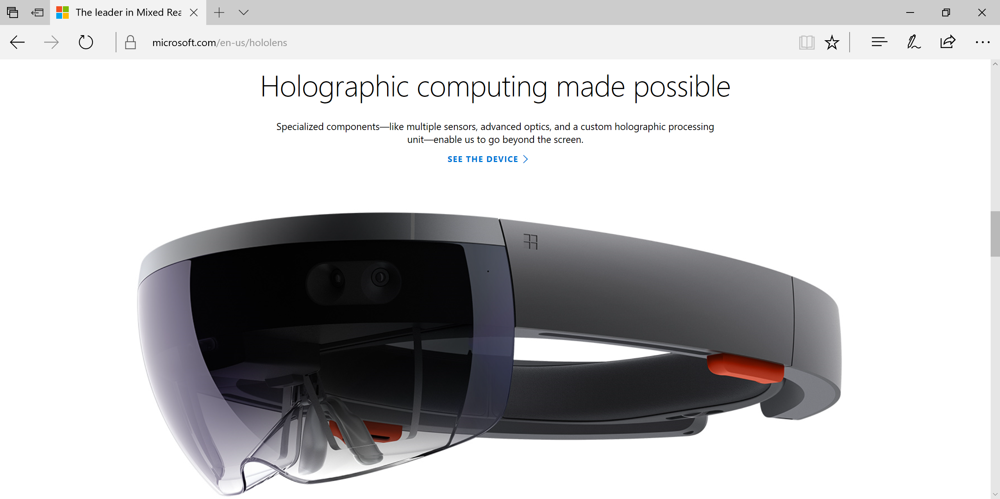 The leader in Mixed Rea
microsoft.com/en-us/hololens
Holographic computing made possible
Specialized components—like multiple sensors, advanced optics, and a custom holographic processing
unit—enable us to go beyond the screen.
SEE THE DEVICE